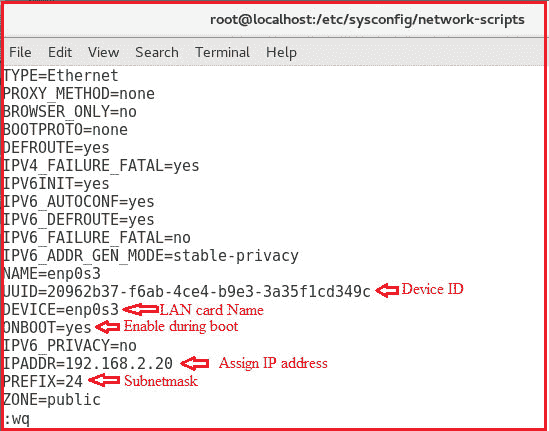 root@localhost:/etc/sysconfig/network-scripts
File Edit View Search Terminal Help
TYPE=Ethernet
PROXY_METHOD=none
BROWSER_ONLY=no
BOOTPROTO=none
DEFROUTE=yes
IPV4_FAILURE_FATAL=yes
IPV6INIT=yes
IPV6_AUTOCONF=yes
IPV6_DEFROUTE=yes
IPV6_FAILURE_FATAL=no
IPV6_ADDR_GEN_MODE=stable-privacy
NAME=enp0s3
UUID=20962b37-f6ab-4ce4-b9e3-3a35f1cd349c Device ID
DEVICE=enp0s3 LAN card Name
ONBOOT=yes Enable during boot
IPV6_PRIVACY=no
IPADDR=192.168.2.20 Assign IP address
PREFIX=24 Subnetmask
ZONE=public
:wq